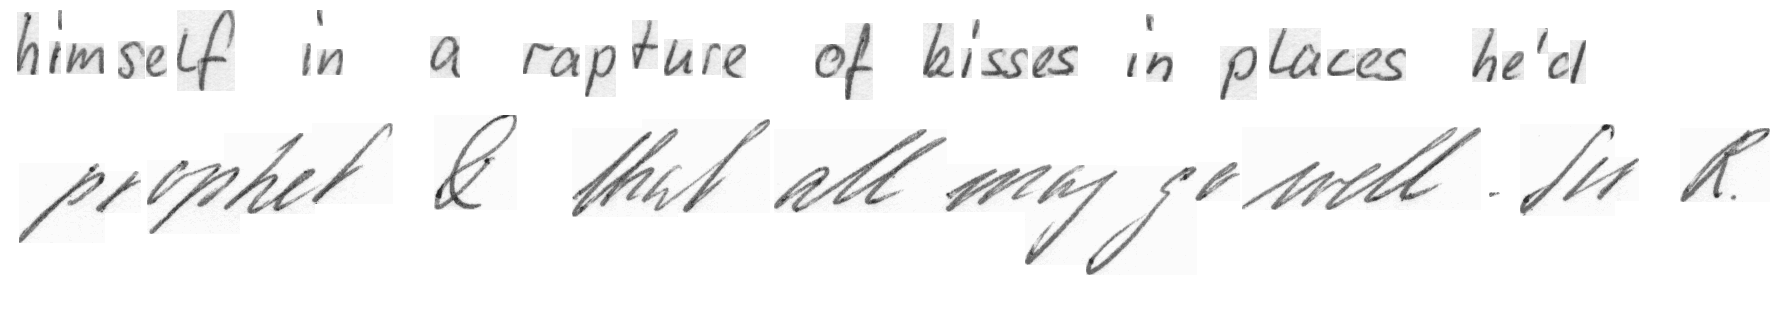 himself in a rapture of kisses in places he'd
prophet & that all may go well. Sir R.